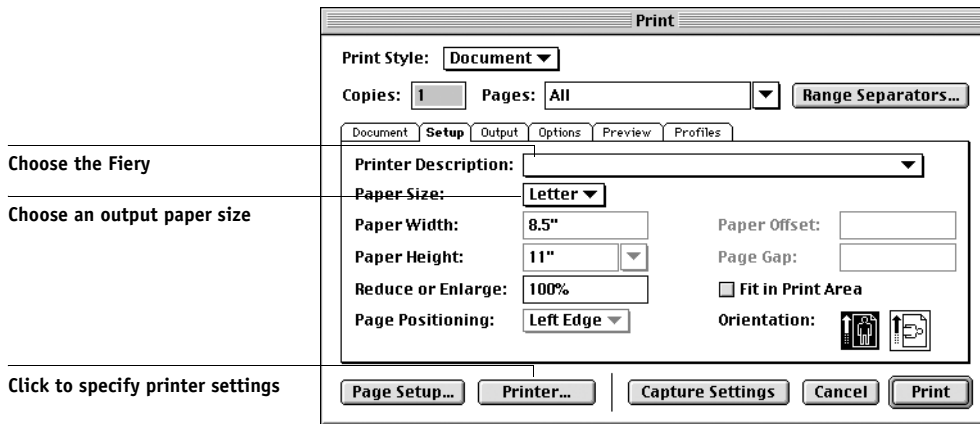 Print
Print Style: Document
Copies: 1 Pages: All Range Separators...
Document Setup Output Options Preview Profiles
Choose the Fiery
Printer Description:
Paper Size: Letter
Choose an output paper size
Paper Width: 8.5" Paper Offset:
Paper Height: 11" Page Gap:
Reduce or Enlarge: 100% Fit in Print Area
Page Positioning: Left Edge Orientation:
Click to specify printer settings
Page Setup... Printer... Capture Settings Cancel Print